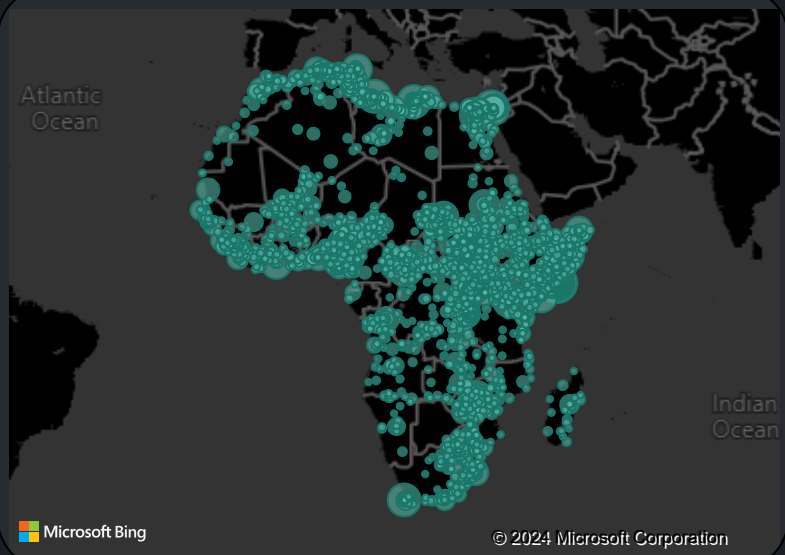 Atlantic
Ocean
Indian
Ocean
Microsoft Bing
© 2024 Microsoft Corporation